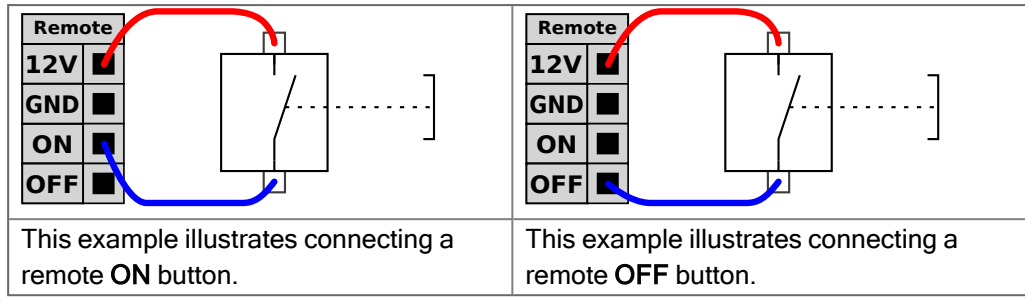 Remote
12V
GND
ON
OFF
This example illustrates connecting a
remote ON button.
Remote
12V
GND
ON
OFF
This example illustrates connecting a
remote OFF button.